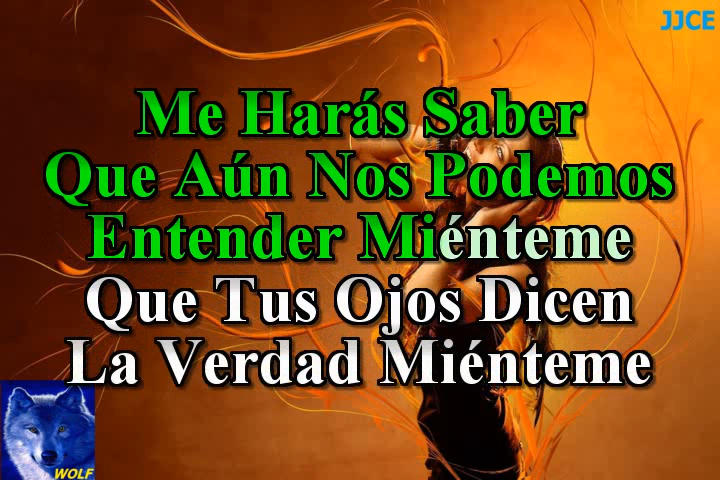 JJCE
Me Harás Saber
Que Aún Nos Podemos
Entender Miénteme
Que Tus Ojos Dicen
La Verdad Miénteme
WOLF